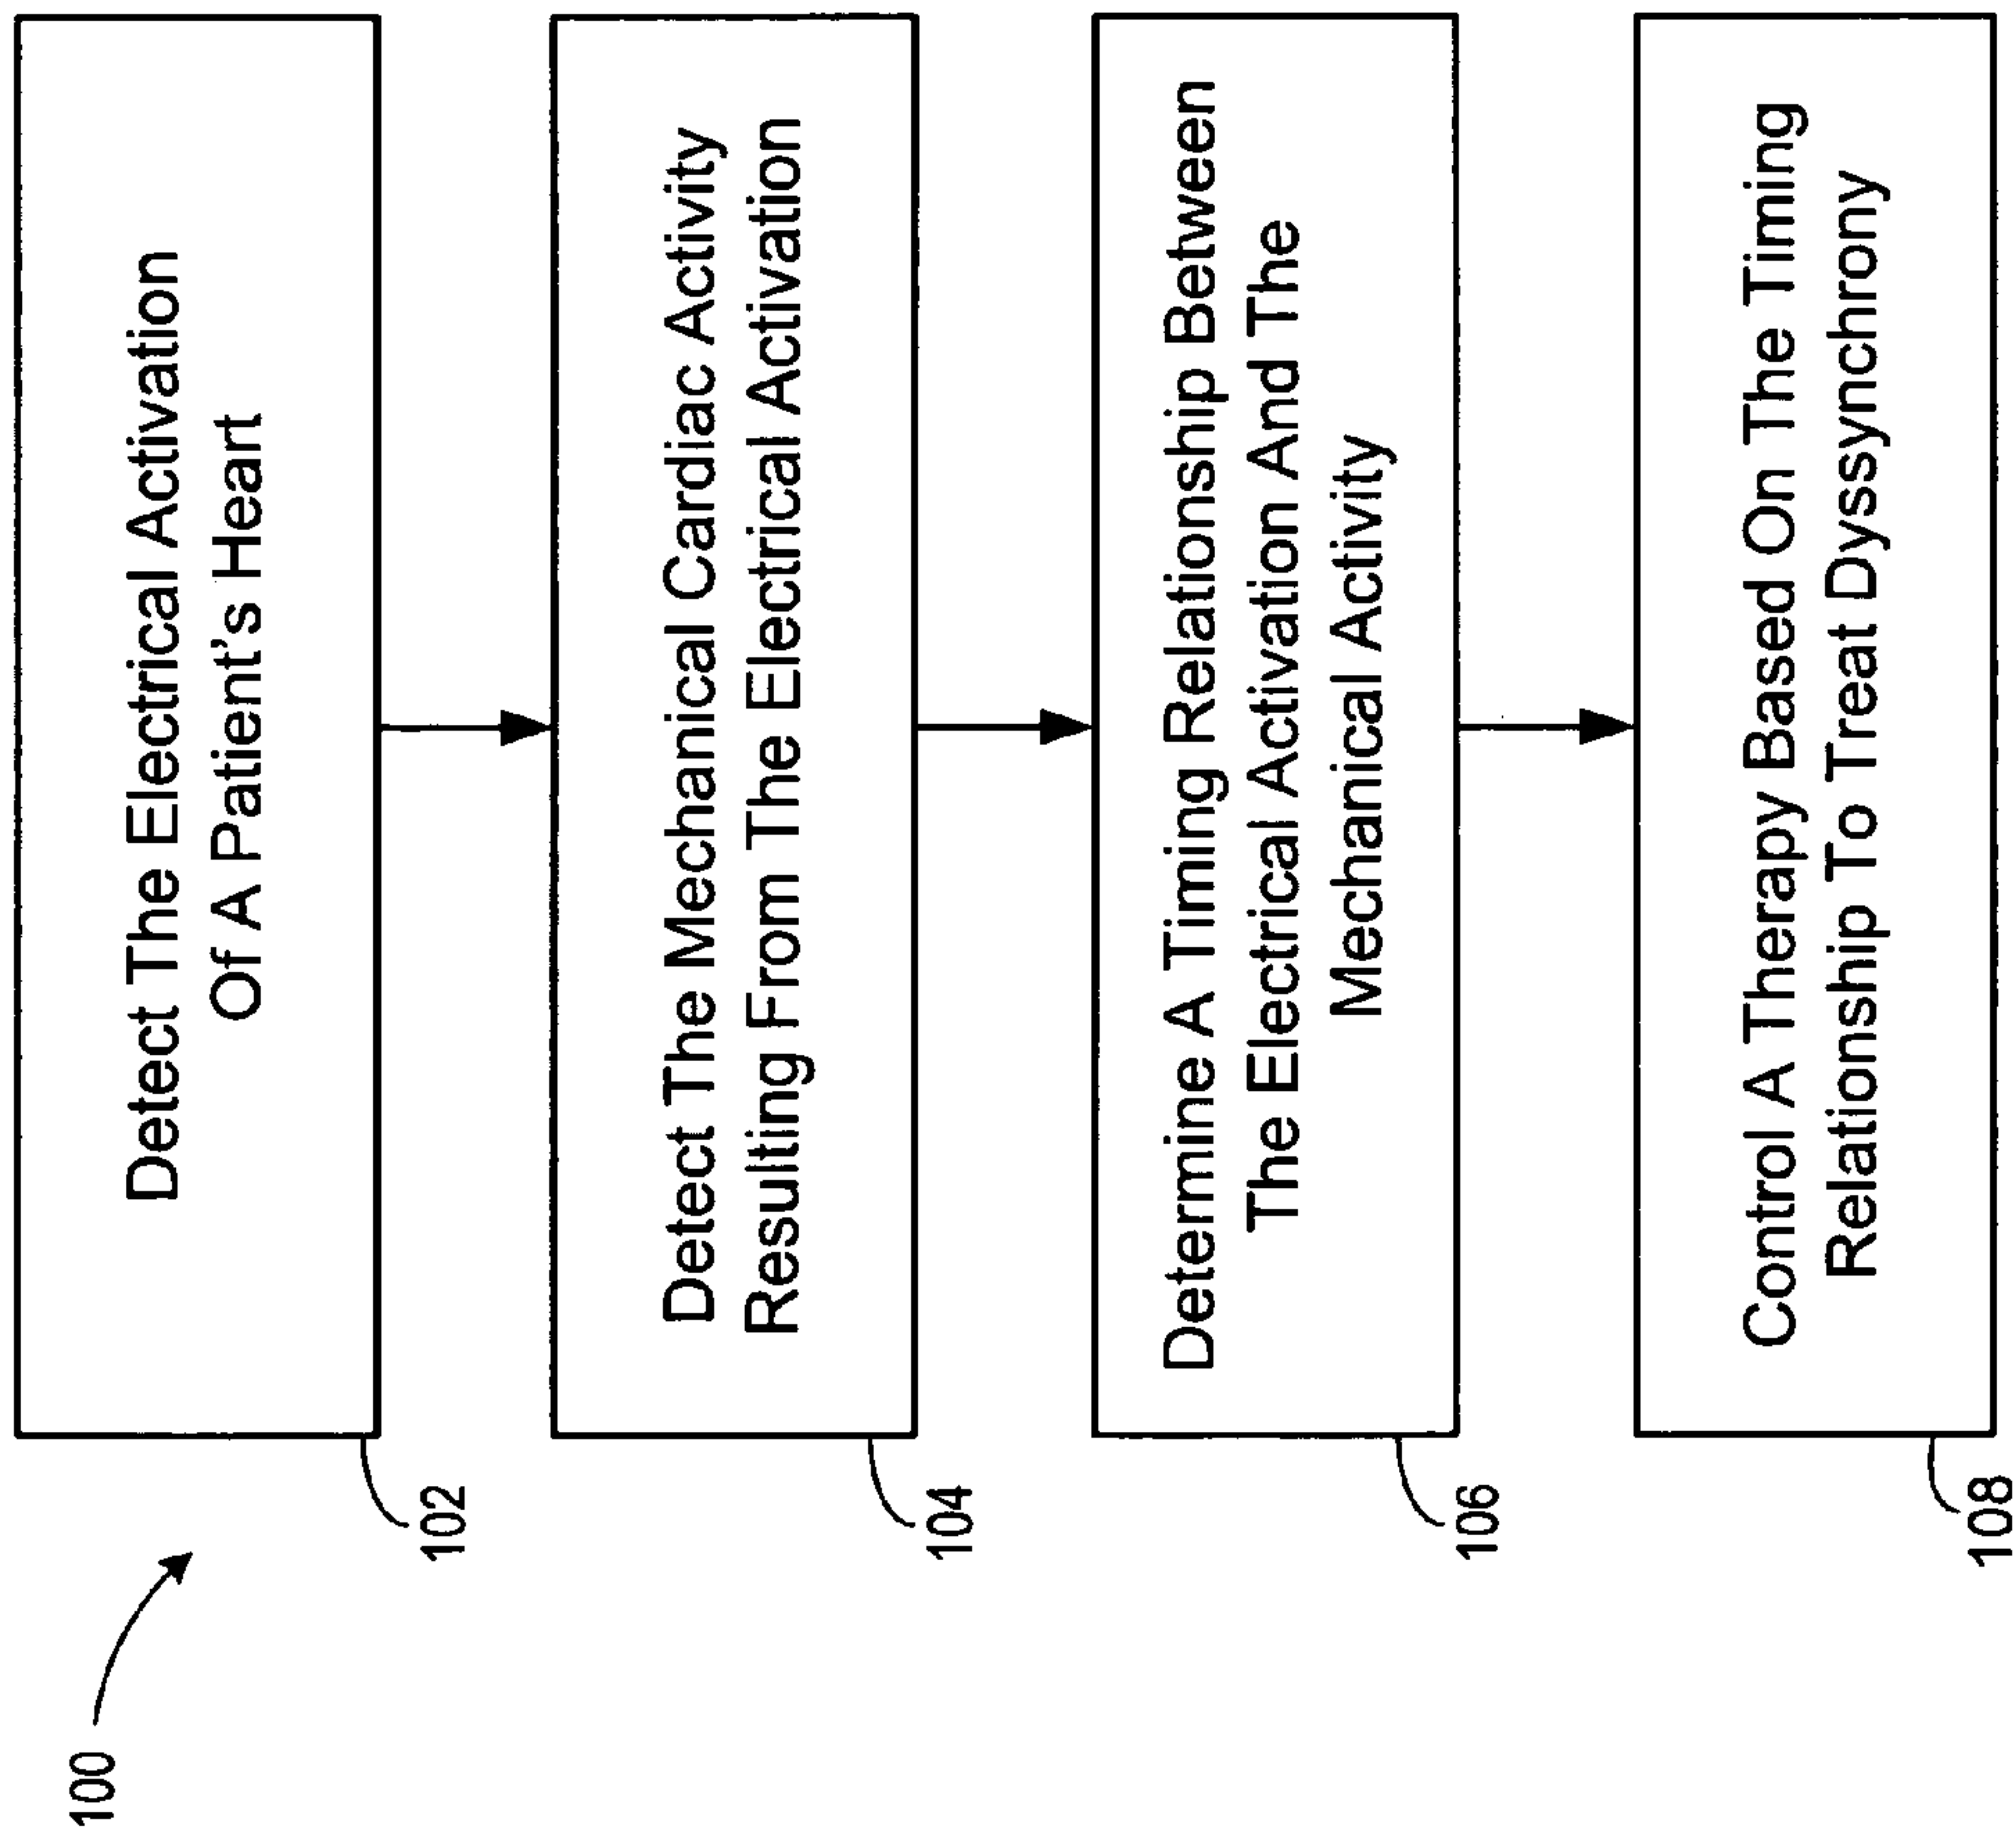 100
Detect The Electrical Activation
Of A Patient's Heart
102
Detect The Mechanical Cardiac Activity
Resulting From The Electrical Activation
104
Determine A Timing Relationship Between
The Electrical Activation And The
Mechanical Activity
106
Control A Therapy Based On The Timing
Relationship To Treat Dyssynchrony
108